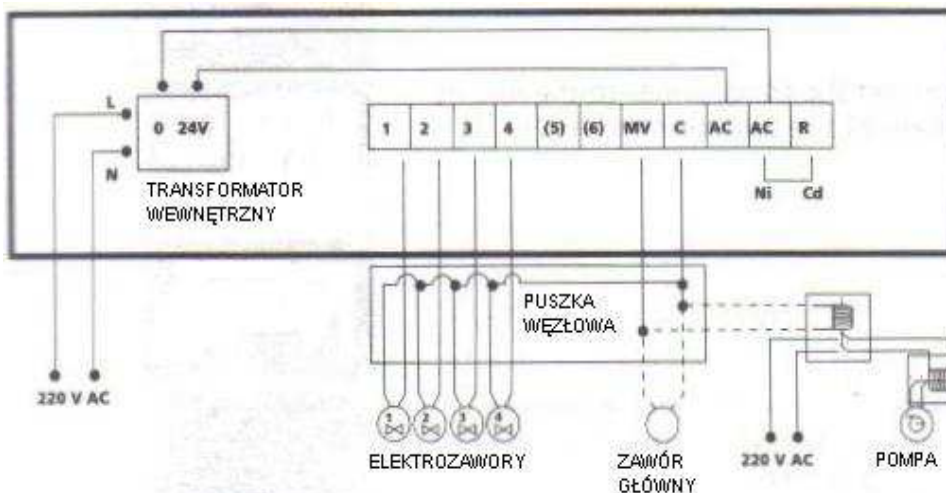 L
N
0 24V
TRANSFORMATOR
WEWNĘTRZNY
1 2 3 4 (5) (6) MV C AC AC R
Ni Cd
PUSZKA
WĘZŁOWA
220 V AC
1 2 3 4
ELEKTROZAWORY
ZAWÓR
GŁÓWNY
220 V AC
POMPA